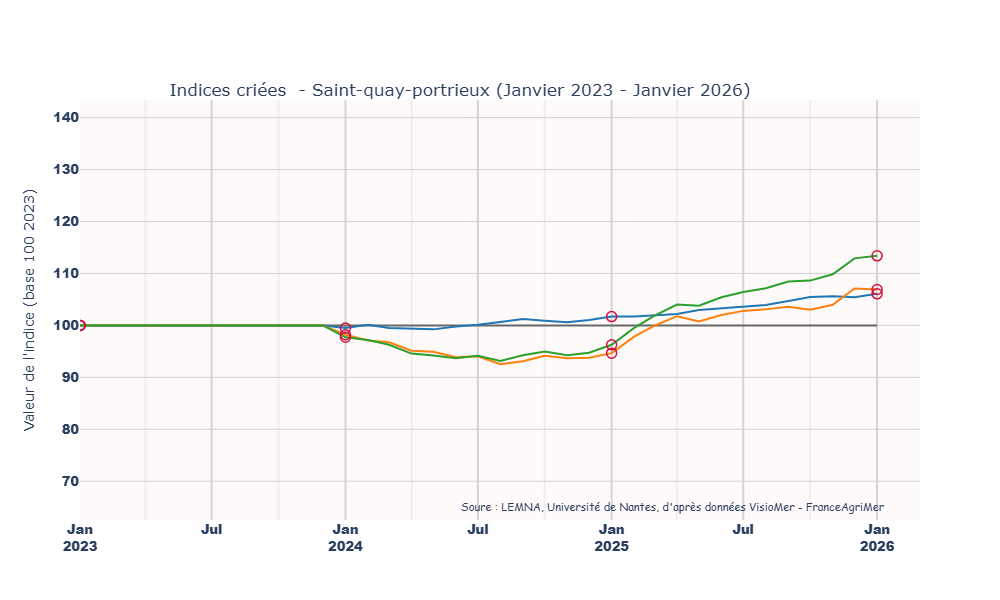 Indices criées  - Saint-quay-portrieux (Janvier 2023 - Janvier 2026)
Valeur de l'indice (base 100 2023)
140
130
120
110
100
90
80
70
Soure : LEMNA, Université de Nantes, d'après données VisioMer - FranceAgriMer
Jan Jul Jan Jul Jan Jul Jan
2023 2024 2025 2026